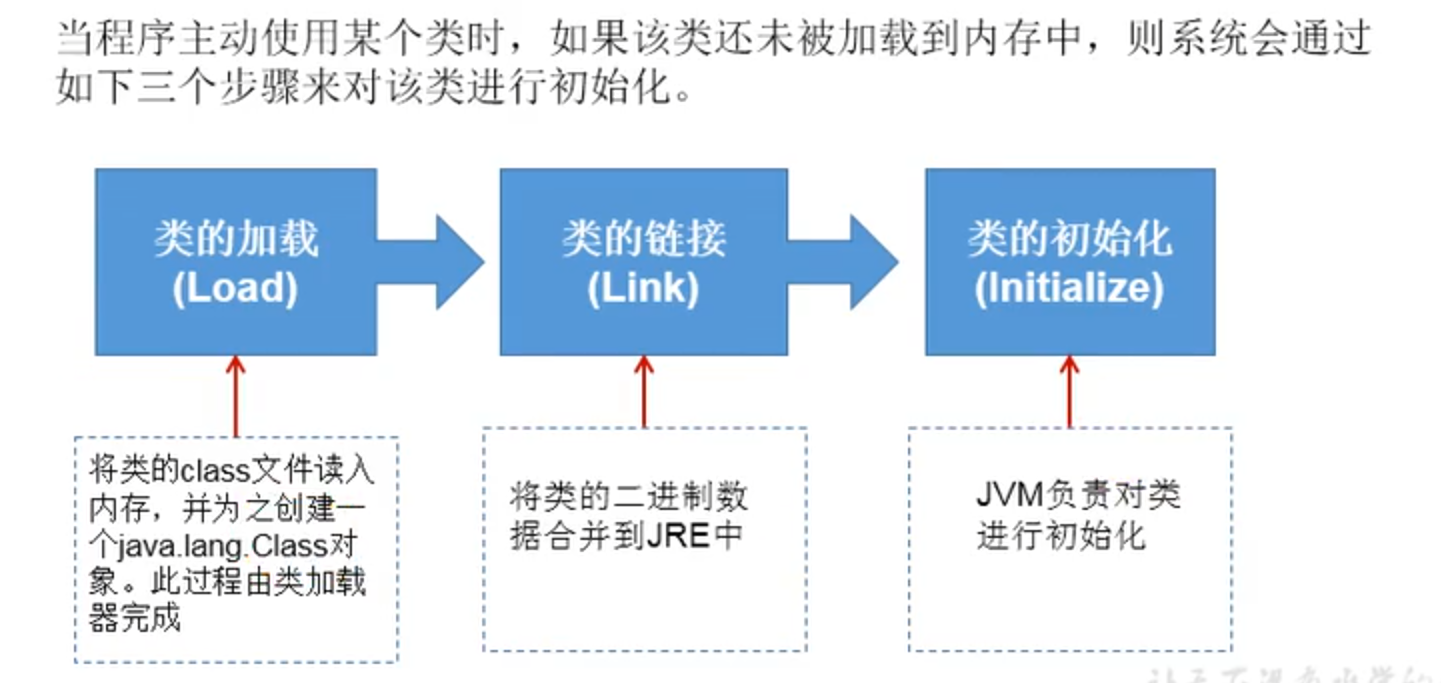 当程序主动使用某个类时，如果该类还未被加载到内存中，则系统会通过
如下三个步骤来对该类进行初始化。
类的加载
(Load)
类的链接
(Link)
类的初始化
(Initialize)
将类的class文件读入
内存，并为之创建一
个java.lang.Class对
象。此过程由类加载
器完成
将类的二进制数
据合并到JRE中
JVM负责对类
进行初始化